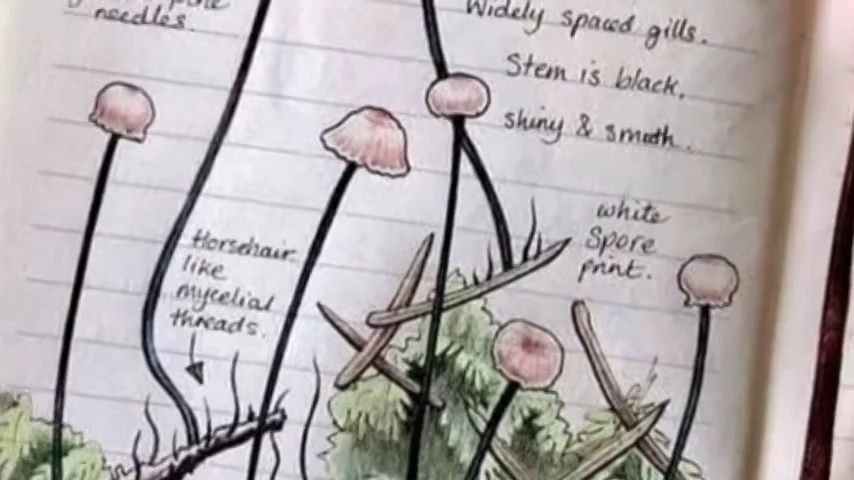 needles.
Widely spaced gills.
Stem is black,
shiny & smooth.
Horsehair
like
mycelial
threads.
white
Spore
print.